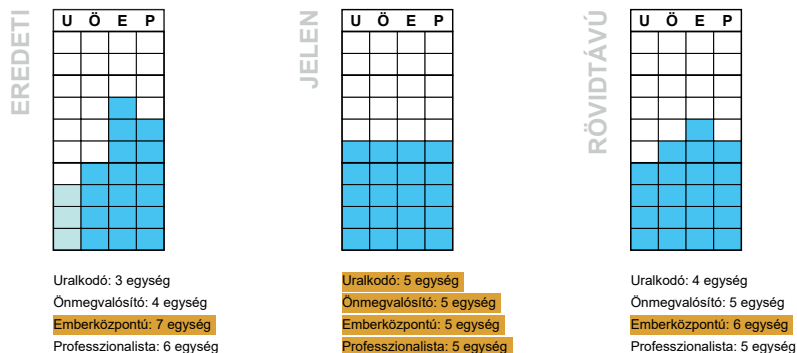 EREDETI
U Ö E P
Uralkodó: 3 egység
Önmegvalósító: 4 egység
Emberközpontú: 7 egység
Professzionalista: 6 egység
JELEN
U Ö E P
Uralkodó: 5 egység
Önmegvalósító: 5 egység
Emberközpontú: 5 egység
Professzionalista: 5 egység
RÖVIDTÁVÚ
U Ö E P
Uralkodó: 4 egység
Önmegvalósító: 5 egység
Emberközpontú: 6 egység
Professzionalista: 5 egység